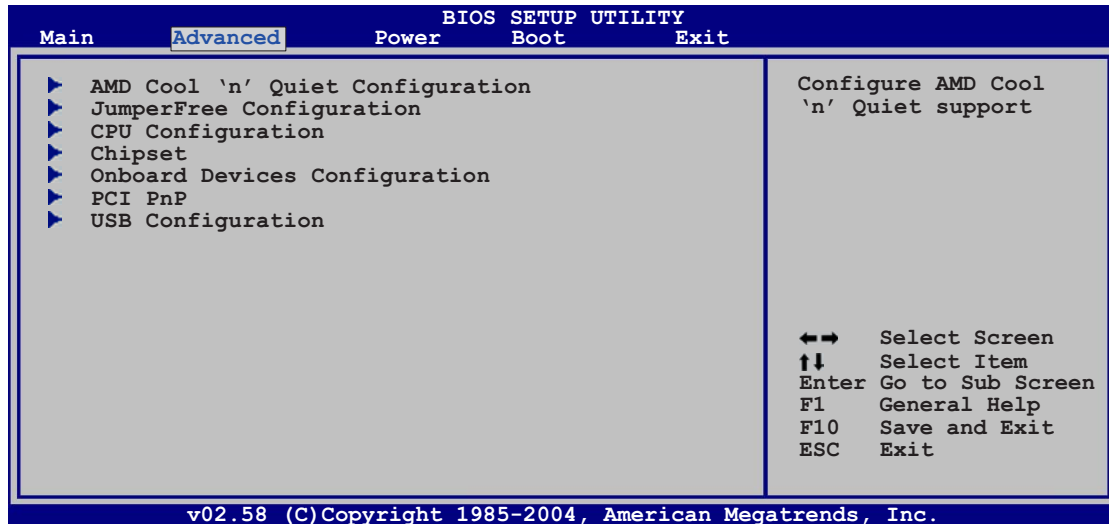 BIOS SETUP UTILITY
Main Advanced Power Boot Exit
AMD Cool ‘n’ Quiet Configuration
JumperFree Configuration
CPU Configuration
Chipset
Onboard Devices Configuration
PCI PnP
USB Configuration
Configure AMD Cool
‘n’ Quiet support
←→ Select Screen
↑↓ Select Item
Enter Go to Sub Screen
F1 General Help
F10 Save and Exit
ESC Exit
v02.58 (C)Copyright 1985-2004, American Megatrends, Inc.